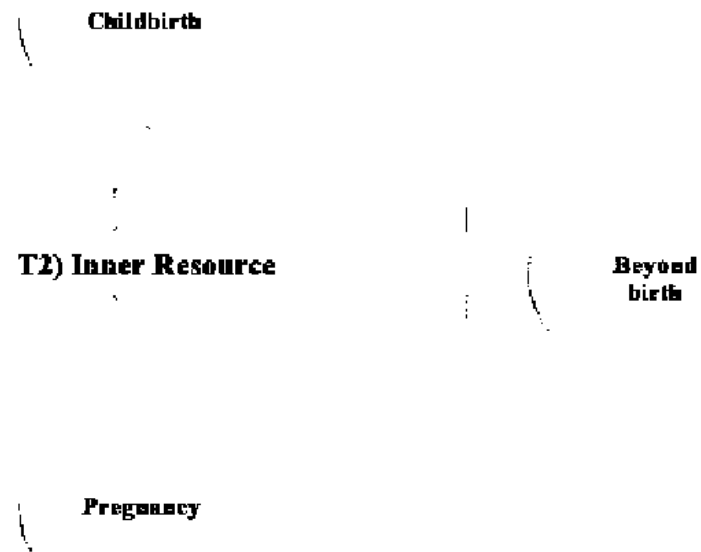 Childbirth
T2) Inner Resource
Beyond
birth
Pregnancy